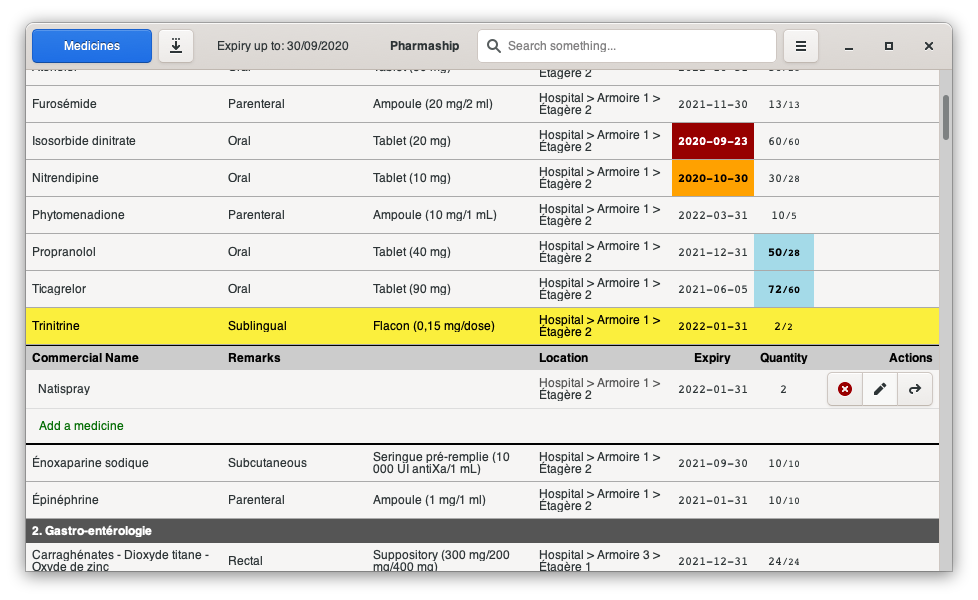 Medicines Expiry up to: 30/09/2020 Pharmaship Search something...
Étagère 2
Furosémide Parenteral Ampoule (20 mg/2 ml) Hospital > Armoire 1 > 2021-11-30 13/13
Étagère 2
Isosorbide dinitrate Oral Tablet (20 mg) Hospital > Armoire 1 > 2020-09-23 60/60
Étagère 2
Nitrendipine Oral Tablet (10 mg) Hospital > Armoire 1 > 2020-10-30 30/28
Étagère 2
Phytomenadione Parenteral Ampoule (10 mg/1 mL) Hospital > Armoire 1 > 2022-03-31 10/5
Étagère 2
Propranolol Oral Tablet (40 mg) Hospital > Armoire 1 > 2021-12-31 50/28
Étagère 2
Ticagrelor Oral Tablet (90 mg) Hospital > Armoire 1 > 2021-06-05 72/60
Étagère 2
Trinitrine Sublingual Flacon (0,15 mg/dose) Hospital > Armoire 1 > 2022-01-31 2/2
Étagère 2
Commercial Name Remarks Location Expiry Quantity Actions
Natispray Hospital > Armoire 1 > 2022-01-31 2
Étagère 2
Add a medicine
Énoxaparine sodique Subcutaneous Seringue pré-remplie (10 Hospital > Armoire 1 > 2021-09-30 10/10
000 UI antiXa/1 mL) Étagère 2
Épinéphrine Parenteral Ampoule (1 mg/1 ml) Hospital > Armoire 1 > 2021-01-31 10/10
Étagère 2
2. Gastro-entérologie
Carraghénates - Dioxyde titane - Rectal Suppository (300 mg/200 Hospital > Armoire 3 > 2021-12-31 24/24
Oxyde de zinc mg/400 mg) Étagère 1